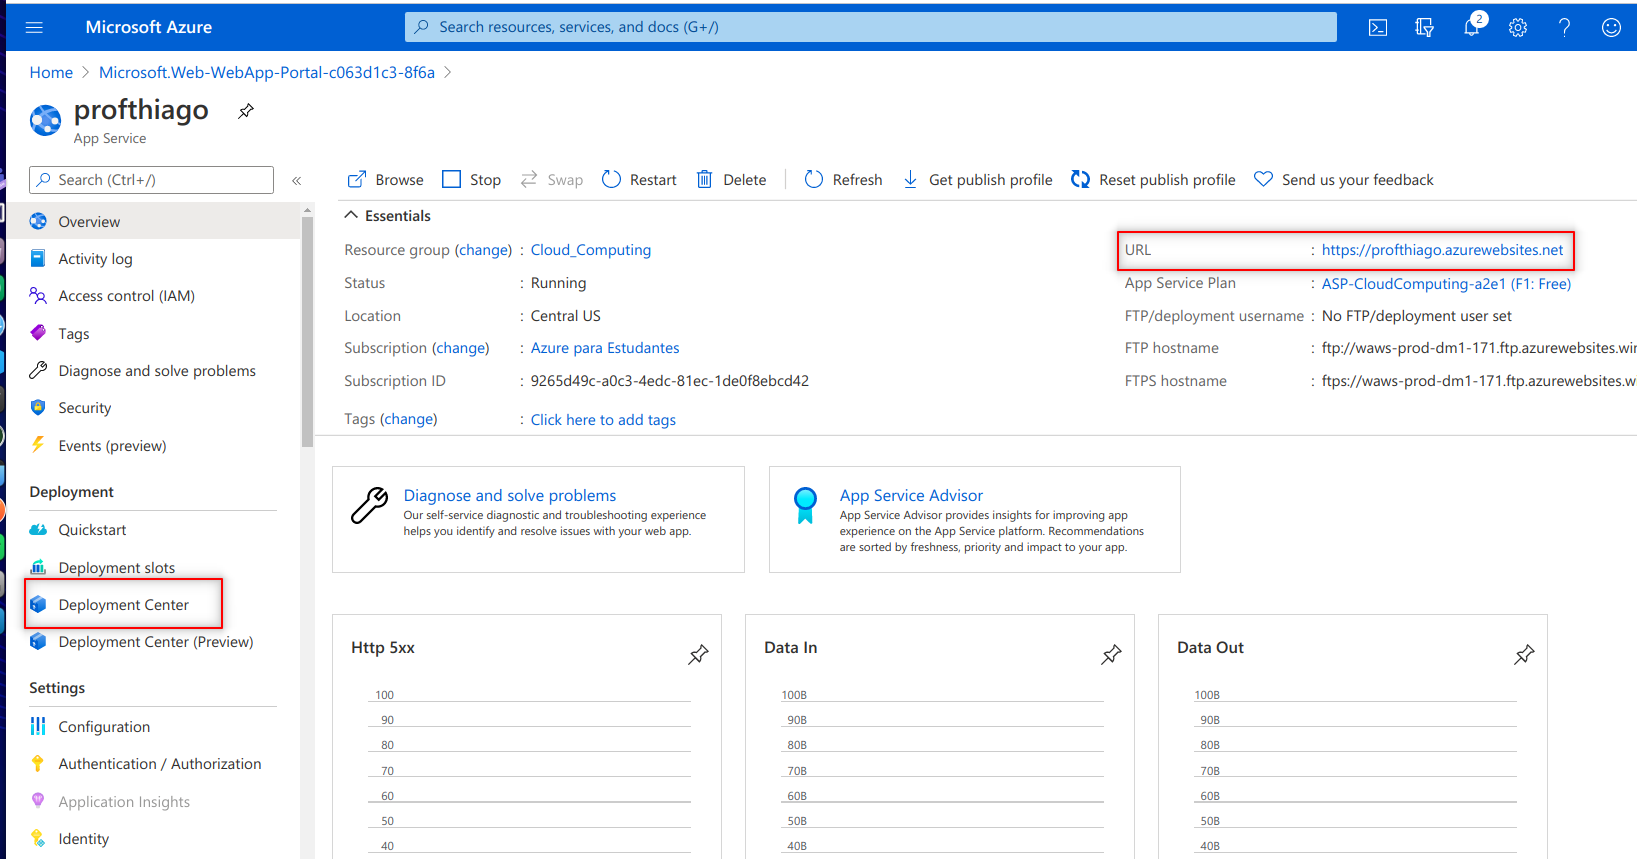 Microsoft Azure
Search resources, services, and docs (G+/)
2
Home > Microsoft.Web-WebApp-Portal-c063d1c3-8f6a >
profthiago
App Service
Search (Ctrl+/)
«
Overview
Activity log
Access control (IAM)
Tags
Diagnose and solve problems
Security
Events (preview)
Deployment
Quickstart
Deployment slots
Deployment Center
Deployment Center (Preview)
Settings
Configuration
Authentication / Authorization
Application Insights
Identity
Browse Stop Swap Restart Delete Refresh Get publish profile Reset publish profile Send us your feedback
Essentials
Resource group (change) : Cloud_Computing
Status : Running
Location : Central US
Subscription (change) : Azure para Estudantes
Subscription ID : 9265d49c-a0c3-4edc-81ec-1de0f8ebcd42
Tags (change) : Click here to add tags
URL : https://profthiago.azurewebsites.net
App Service Plan : ASP-CloudComputing-a2e1 (F1: Free)
FTP/deployment username : No FTP/deployment user set
FTP hostname : ftp://waws-prod-dm1-171.ftp.azurewebsites.wi
FTPS hostname : ftps://waws-prod-dm1-171.ftp.azurewebsites.w
Diagnose and solve problems
Our self-service diagnostic and troubleshooting experience
helps you identify and resolve issues with your web app.
App Service Advisor
App Service Advisor provides insights for improving app
experience on the App Service platform. Recommendations
are sorted by freshness, priority and impact to your app.
Http 5xx
100
90
80
70
60
50
40
Data In
100B
90B
80B
70B
60B
50B
40B
Data Out
100B
90B
80B
70B
60B
50B
40B